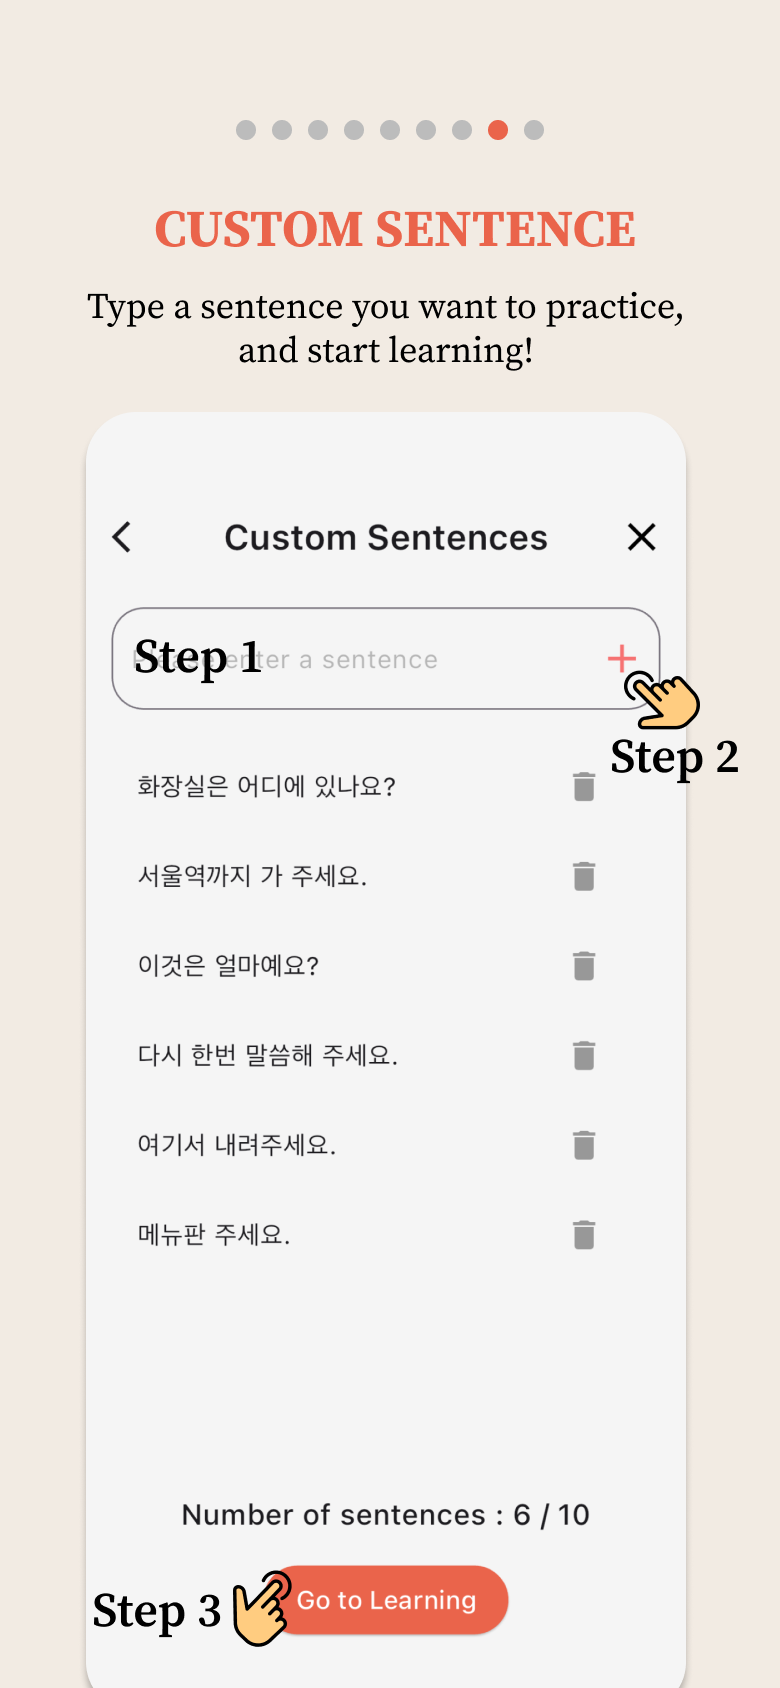 CUSTOM SENTENCE
Type a sentence you want to practice,
and start learning!
Custom Sentences
Step 1
Please enter a sentence
Step 2
화장실은 어디에 있나요?
서울역까지 가 주세요.
이것은 얼마예요?
다시 한번 말씀해 주세요.
여기서 내려주세요.
메뉴판 주세요.
Number of sentences : 6 / 10
Step 3
Go to Learning